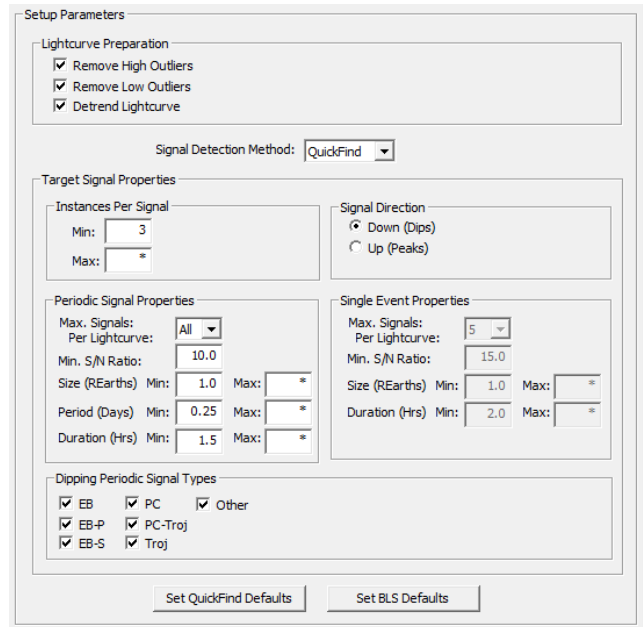 Setup Parameters
Lightcurve Preparation
Remove High Outliers
Remove Low Outliers
Detrend Lightcurve
Signal Detection Method: QuickFind
Target Signal Properties
Instances Per Signal
Min: 3
Max: *
Signal Direction
Down (Dips)
Up (Peaks)
Periodic Signal Properties
Max. Signals:
Per Lightcurve: All
Min. S/N Ratio: 10.0
Size (REarths) Min: 1.0 Max: *
Period (Days) Min: 0.25 Max: *
Duration (Hrs) Min: 1.5 Max: *
Single Event Properties
Max. Signals:
Per Lightcurve: 5
Min. S/N Ratio: 15.0
Size (REarths) Min: 1.0 Max: *
Duration (Hrs) Min: 2.0 Max: *
Dipping Periodic Signal Types
EB PC Other
EB-P PC-Troj
EB-S Troj
Set QuickFind Defaults Set BLS Defaults